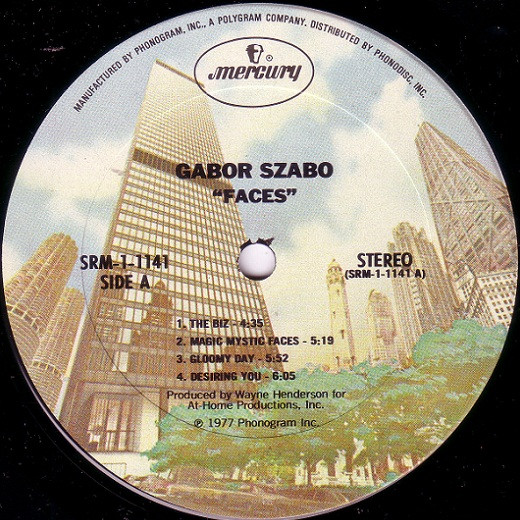 MANUFACTURED BY PHONOGRAM, INC., A POLYGRAM COMPANY. DISTRIBUTED BY PHONODISC, INC.
mercury ®
GABOR SZABO
"FACES"
SRM-1-1141
SIDE A
STEREO
(SRM-1-1141 A)
1. THE BIZ - 4:35
2. MAGIC MYSTIC FACES - 5:19
3. GLOOMY DAY - 5:52
4. DESIRING YOU - 6:05
Produced by Wayne Henderson for
At-Home Productions, Inc.
℗ 1977 Phonogram Inc.